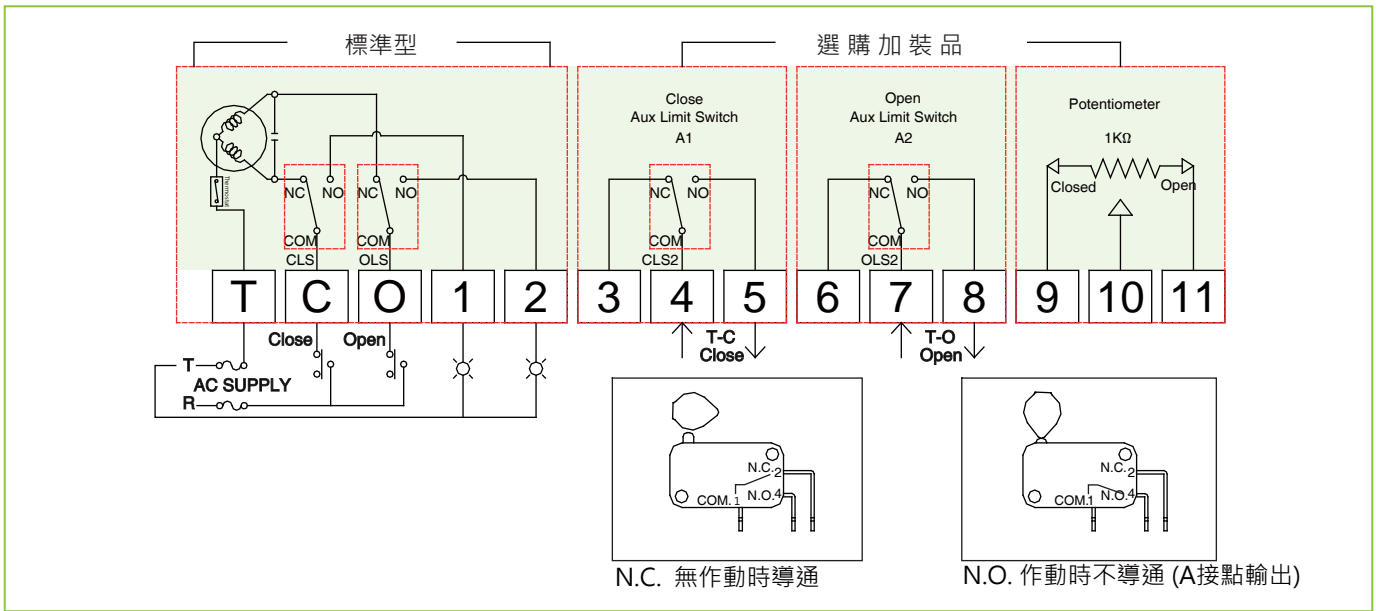 標準型
選 購 加 裝 品
Close
Aux Limit Switch
A1
Open
Aux Limit Switch
A2
Potentiometer
1KΩ
Closed
Open
Thermostat
NC NO NC NO
COM COM
CLS OLS
NC NO
COM
CLS2
NC NO
COM
OLS2
T C O 1 2 3 4 5 6 7 8 9 10 11
Close Open
T
AC SUPPLY
R
T-C
Close
T-O
Open
N.C.2
COM.1 N.O.4
N.C.2
COM.1 N.O.4
N.C. 無作動時導通
N.O. 作動時不導通 (A接點輸出)